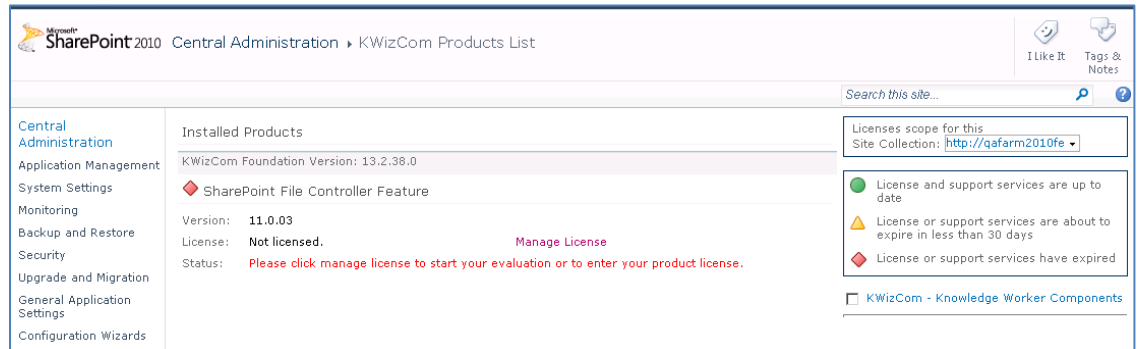 Microsoft®
SharePoint 2010 Central Administration ▸ KWizCom Products List
I Like It
Tags &
Notes
Search this site...
Central
Administration
Application Management
System Settings
Monitoring
Backup and Restore
Security
Upgrade and Migration
General Application
Settings
Configuration Wizards
Installed Products
KWizCom Foundation Version: 13.2.38.0
SharePoint File Controller Feature
Version: 11.0.03
License: Not licensed. Manage License
Status: Please click manage license to start your evaluation or to enter your product license.
Licenses scope for this
Site Collection: http://qafarm2010fe
License and support services are up to
date
License or support services are about to
expire in less than 30 days
License or support services have expired
KWizCom - Knowledge Worker Components